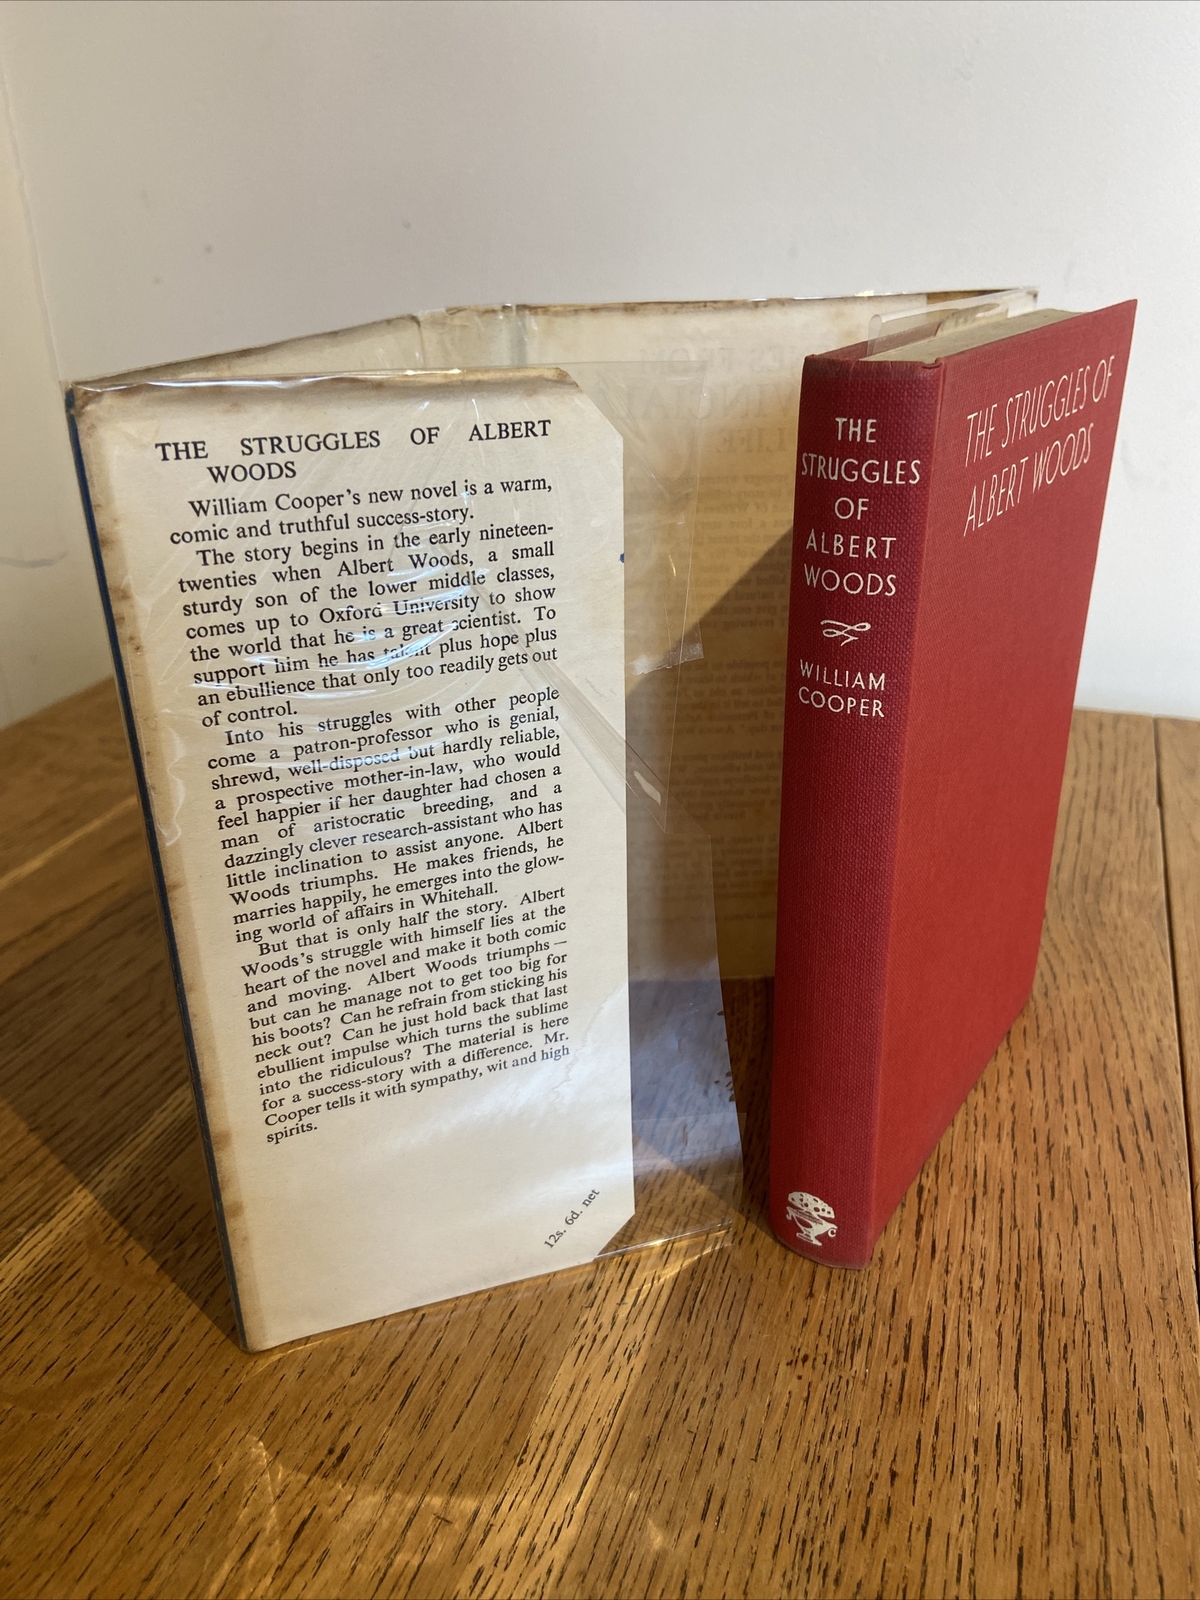 THE STRUGGLES OF ALBERT
WOODS
William Cooper's new novel is a warm,
comic and truthful success-story.
The story begins in the early nineteen-
twenties when Albert Woods, a small
sturdy son of the lower middle classes,
comes up to Oxford University to show
the world that he is a great scientist. To
support him he has talent plus hope plus
an ebullience that only too readily gets out
of control.
Into his struggles with other people
come a patron-professor who is genial,
shrewd, well-disposed but hardly reliable,
a prospective mother-in-law, who would
feel happier if her daughter had chosen a
man of aristocratic breeding, and a
dazzingly clever research-assistant who has
little inclination to assist anyone. Albert
Woods triumphs. He makes friends, he
marries happily, he emerges into the glow-
ing world of affairs in Whitehall.
But that is only half the story. Albert
Woods's struggle with himself lies at the
heart of the novel and make it both comic
and moving. Albert Woods triumphs —
but can he manage not to get too big for
his boots? Can he refrain from sticking his
neck out? Can he just hold back that last
ebullient impulse which turns the sublime
into the ridiculous? The material is here
for a success-story with a difference. Mr.
Cooper tells it with sympathy, wit and high
spirits.
12s. 6d. net
THE
STRUGGLES
OF
ALBERT
WOODS
WILLIAM
COOPER
THE STRUGGLES OF
ALBERT WOODS